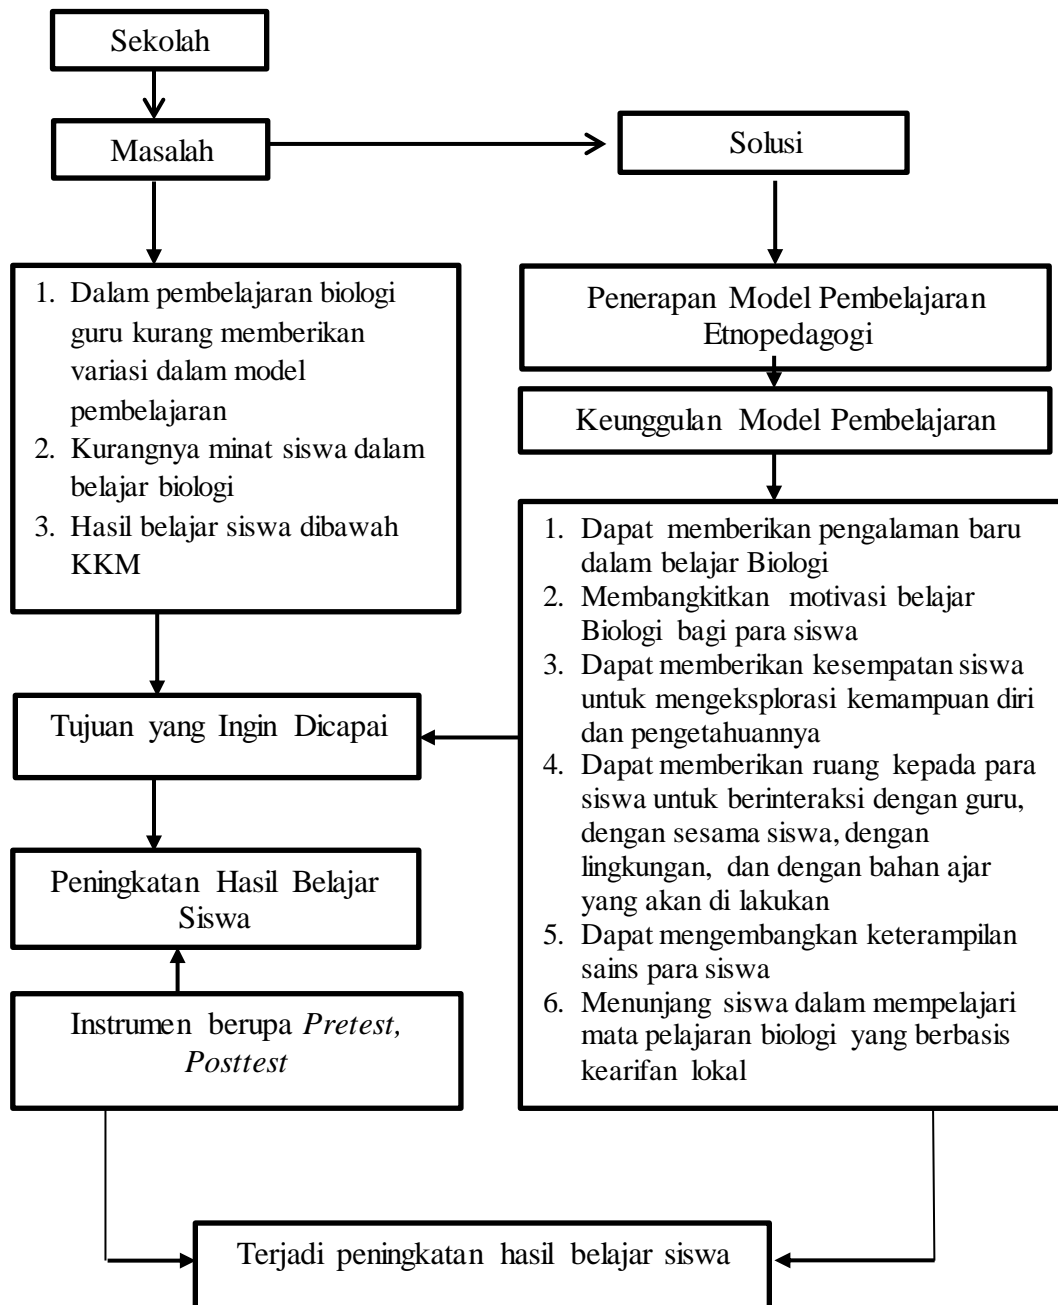 Sekolah
Masalah
Solusi
1. Dalam pembelajaran biologi
guru kurang memberikan
variasi dalam model
pembelajaran
2. Kurangnya minat siswa dalam
belajar biologi
3. Hasil belajar siswa dibawah
KKM
Penerapan Model Pembelajaran
Etnopedagogi
Keunggulan Model Pembelajaran
1. Dapat memberikan pengalaman baru
dalam belajar Biologi
2. Membangkitkan motivasi belajar
Biologi bagi para siswa
3. Dapat memberikan kesempatan siswa
untuk mengeksplorasi kemampuan diri
dan pengetahuannya
4. Dapat memberikan ruang kepada para
siswa untuk berinteraksi dengan guru,
dengan sesama siswa, dengan
lingkungan, dan dengan bahan ajar
yang akan di lakukan
5. Dapat mengembangkan keterampilan
sains para siswa
6. Menunjang siswa dalam mempelajari
mata pelajaran biologi yang berbasis
kearifan lokal
Tujuan yang Ingin Dicapai
Peningkatan Hasil Belajar
Siswa
Instrumen berupa Pretest,
Posttest
Terjadi peningkatan hasil belajar siswa